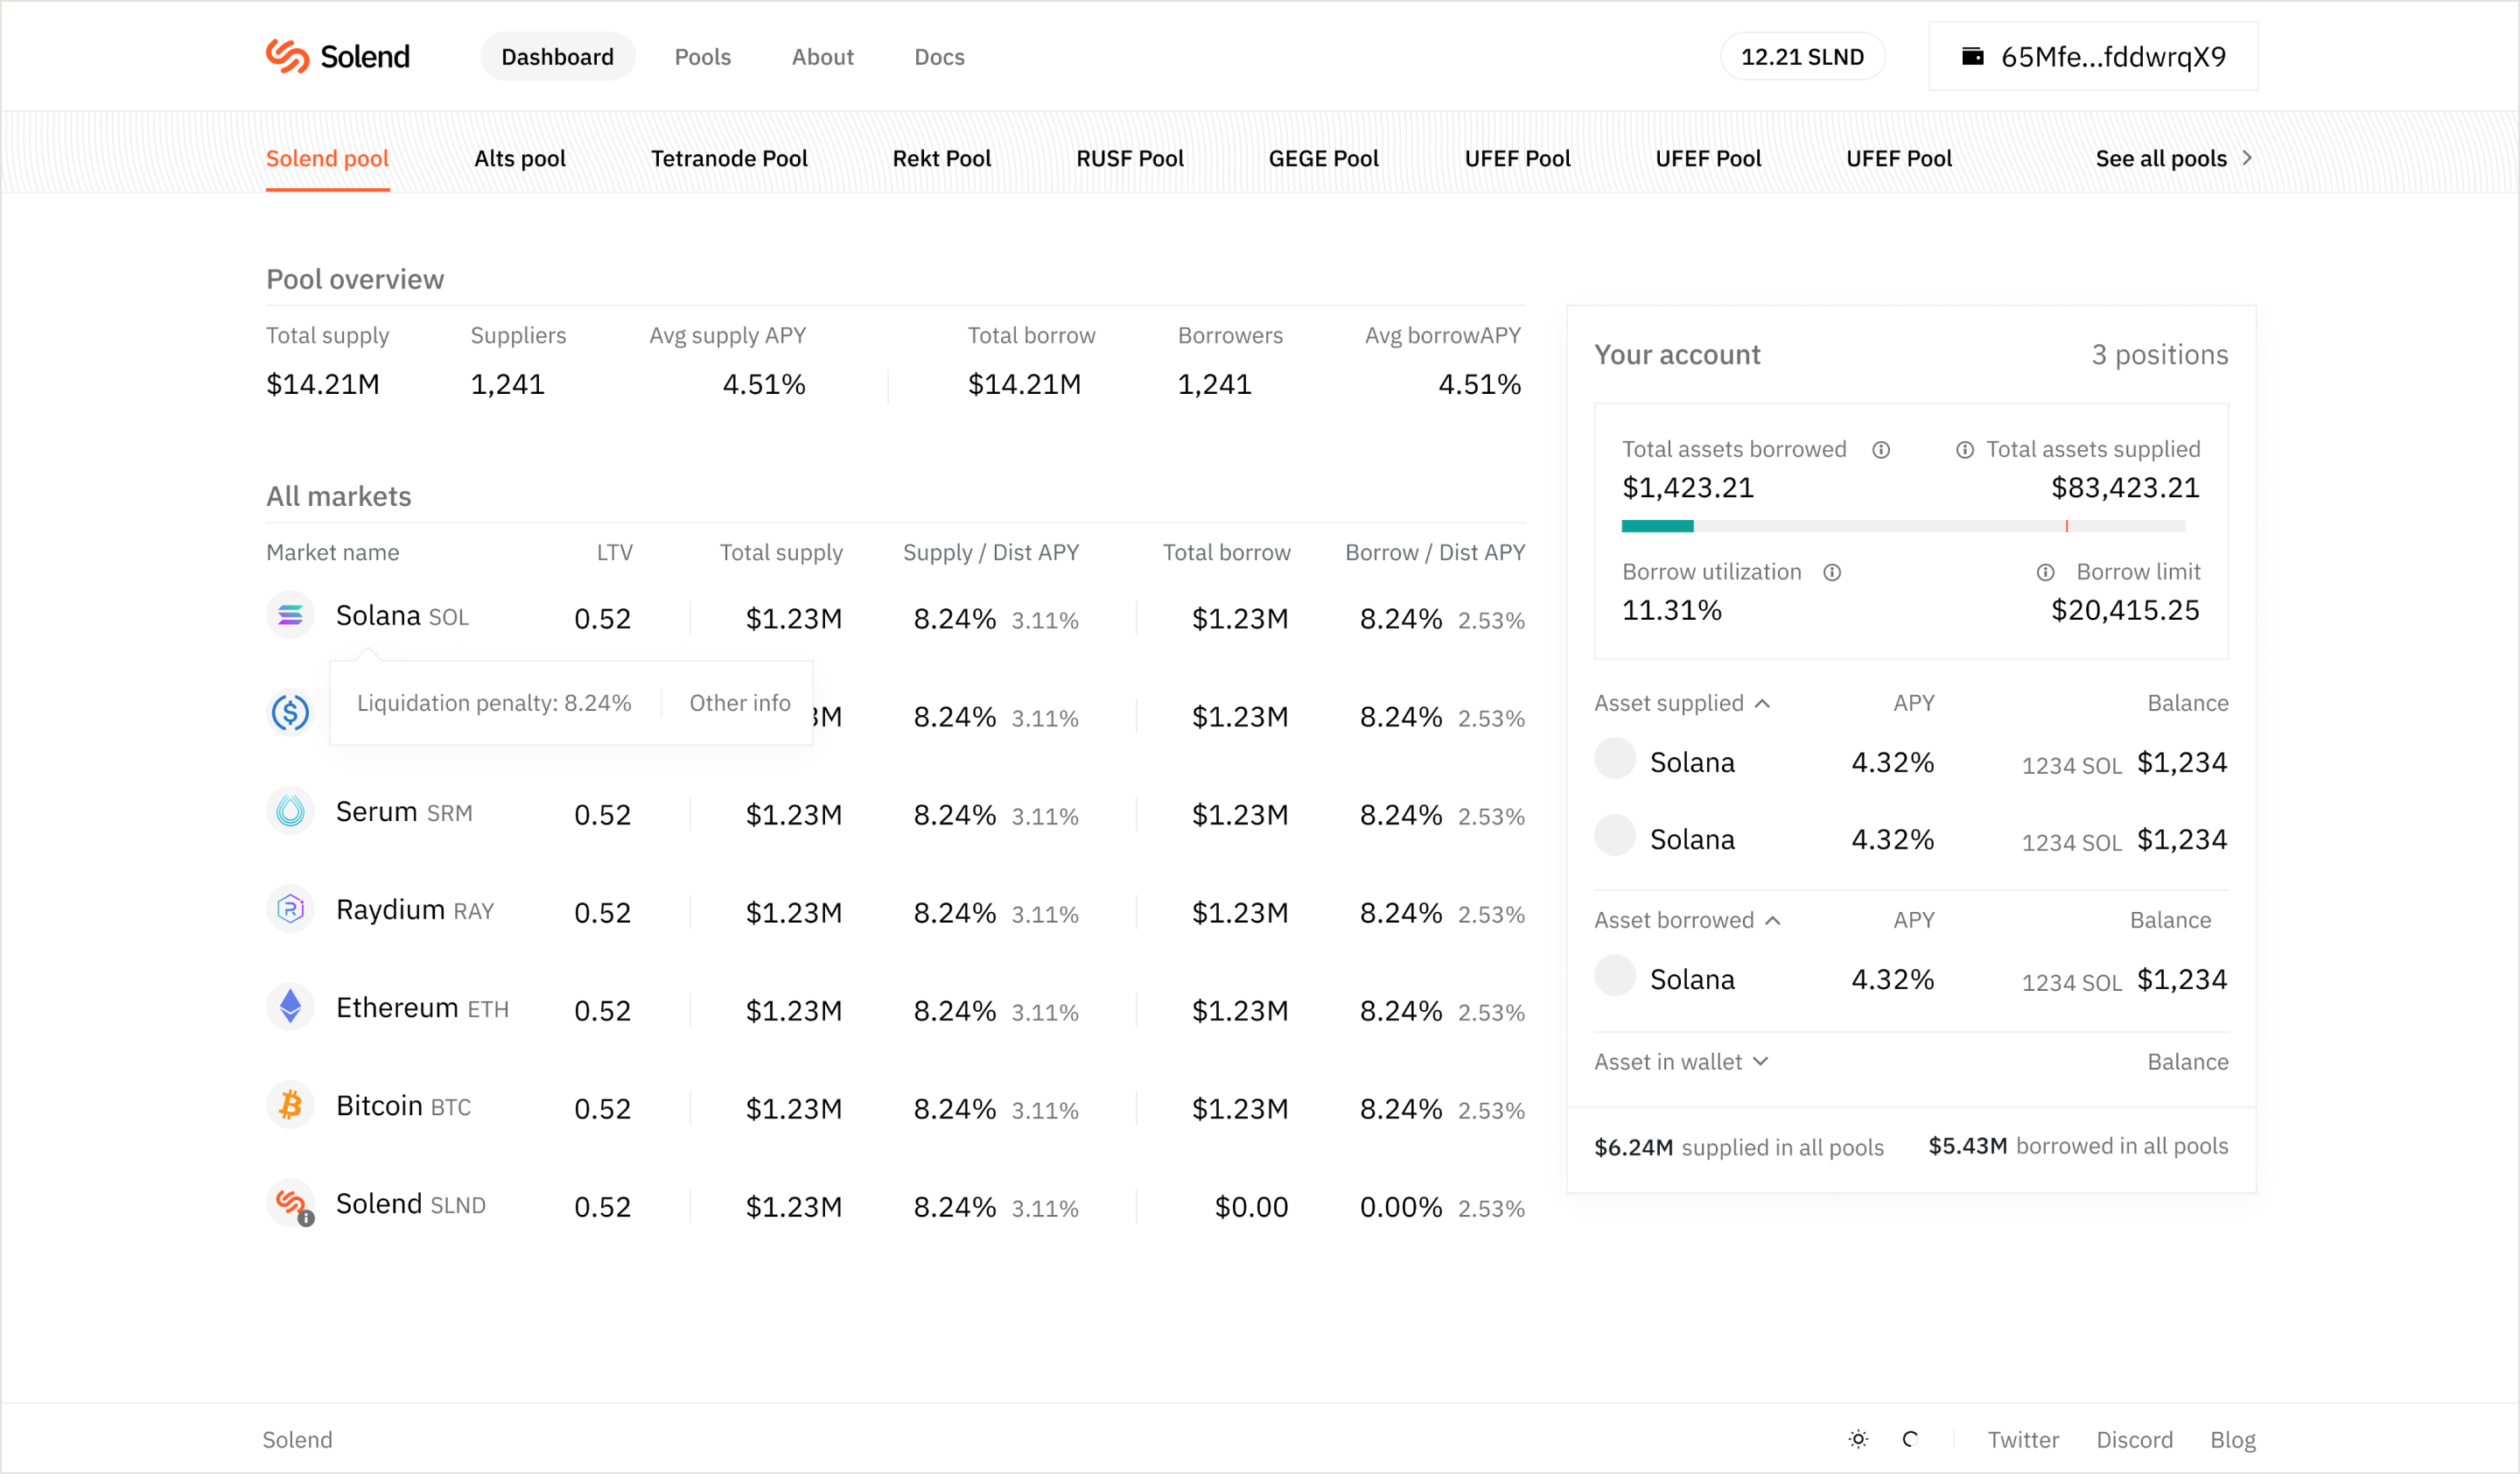 Solend Dashboard Pools About Docs 12.21 SLND 65Mfe...fddwrqX9
Solend pool Alts pool Tetranode Pool Rekt Pool RUSF Pool GEGE Pool UFEF Pool UFEF Pool UFEF Pool See all pools
Pool overview
Total supply Suppliers Avg supply APY Total borrow Borrowers Avg borrowAPY
$14.21M 1,241 4.51% $14.21M 1,241 4.51%
All markets
Market name LTV Total supply Supply / Dist APY Total borrow Borrow / Dist APY
Solana SOL 0.52 $1.23M 8.24% 3.11% $1.23M 8.24% 2.53%
Liquidation penalty: 8.24% Other info
8.24% 3.11% $1.23M 8.24% 2.53%
Serum SRM 0.52 $1.23M 8.24% 3.11% $1.23M 8.24% 2.53%
Raydium RAY 0.52 $1.23M 8.24% 3.11% $1.23M 8.24% 2.53%
Ethereum ETH 0.52 $1.23M 8.24% 3.11% $1.23M 8.24% 2.53%
Bitcoin BTC 0.52 $1.23M 8.24% 3.11% $1.23M 8.24% 2.53%
Solend SLND 0.52 $1.23M 8.24% 3.11% $0.00 0.00% 2.53%
Your account 3 positions
Total assets borrowed Total assets supplied
$1,423.21 $83,423.21
Borrow utilization Borrow limit
11.31% $20,415.25
Asset supplied APY Balance
Solana 4.32% 1234 SOL $1,234
Solana 4.32% 1234 SOL $1,234
Asset borrowed APY Balance
Solana 4.32% 1234 SOL $1,234
Asset in wallet Balance
$6.24M supplied in all pools $5.43M borrowed in all pools
Solend Twitter Discord Blog